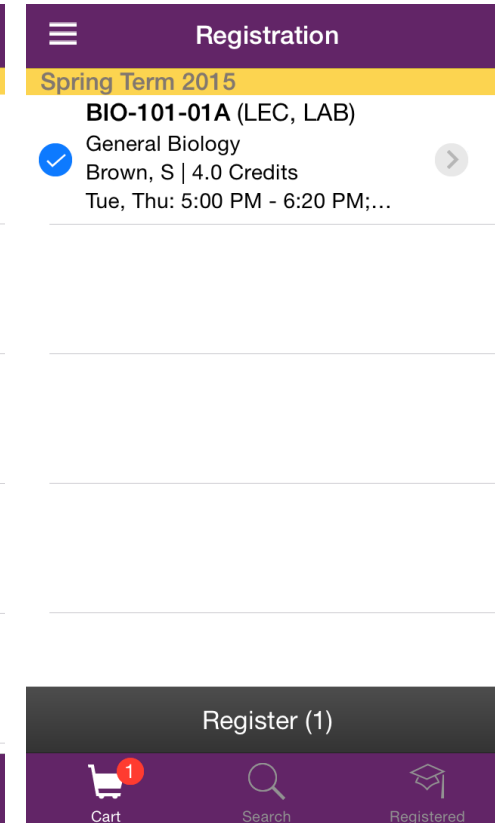 Registration
Spring Term 2015
BIO-101-01A (LEC, LAB)
General Biology
Brown, S | 4.0 Credits
Tue, Thu: 5:00 PM - 6:20 PM;...
Register (1)
1
Cart
Search
Registered